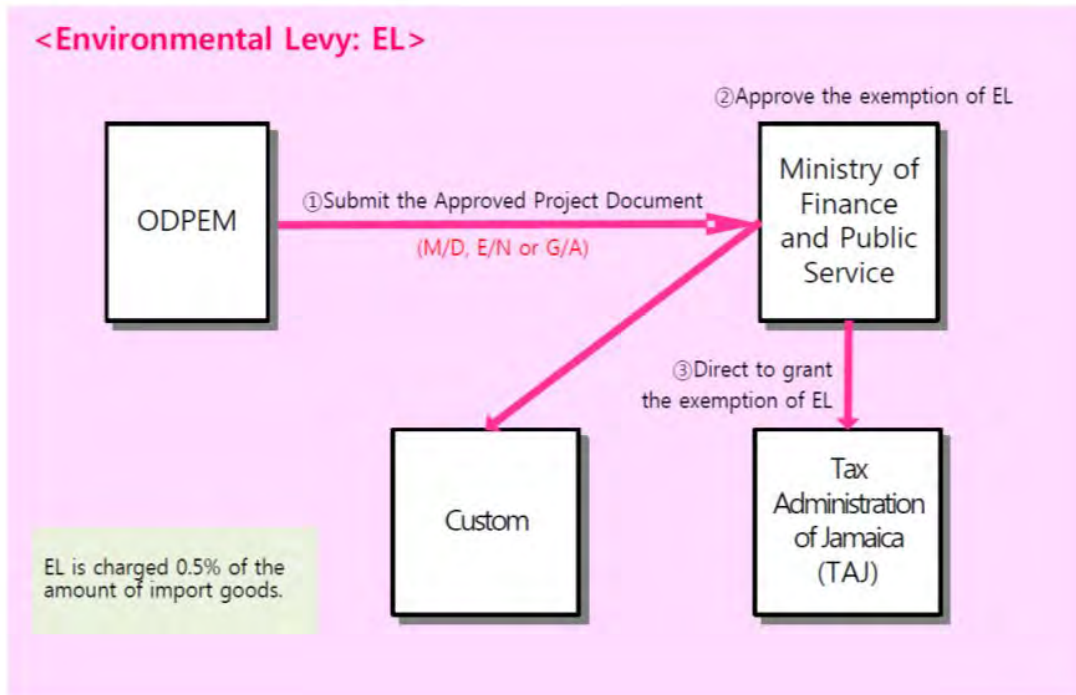 <Environmental Levy: EL>
②Approve the exemption of EL
ODPEM
①Submit the Approved Project Document
(M/D, E/N or G/A)
Ministry of
Finance
and Public
Service
③Direct to grant
the exemption of EL
Custom
Tax
Administration
of Jamaica
(TAJ)
EL is charged 0.5% of the
amount of import goods.